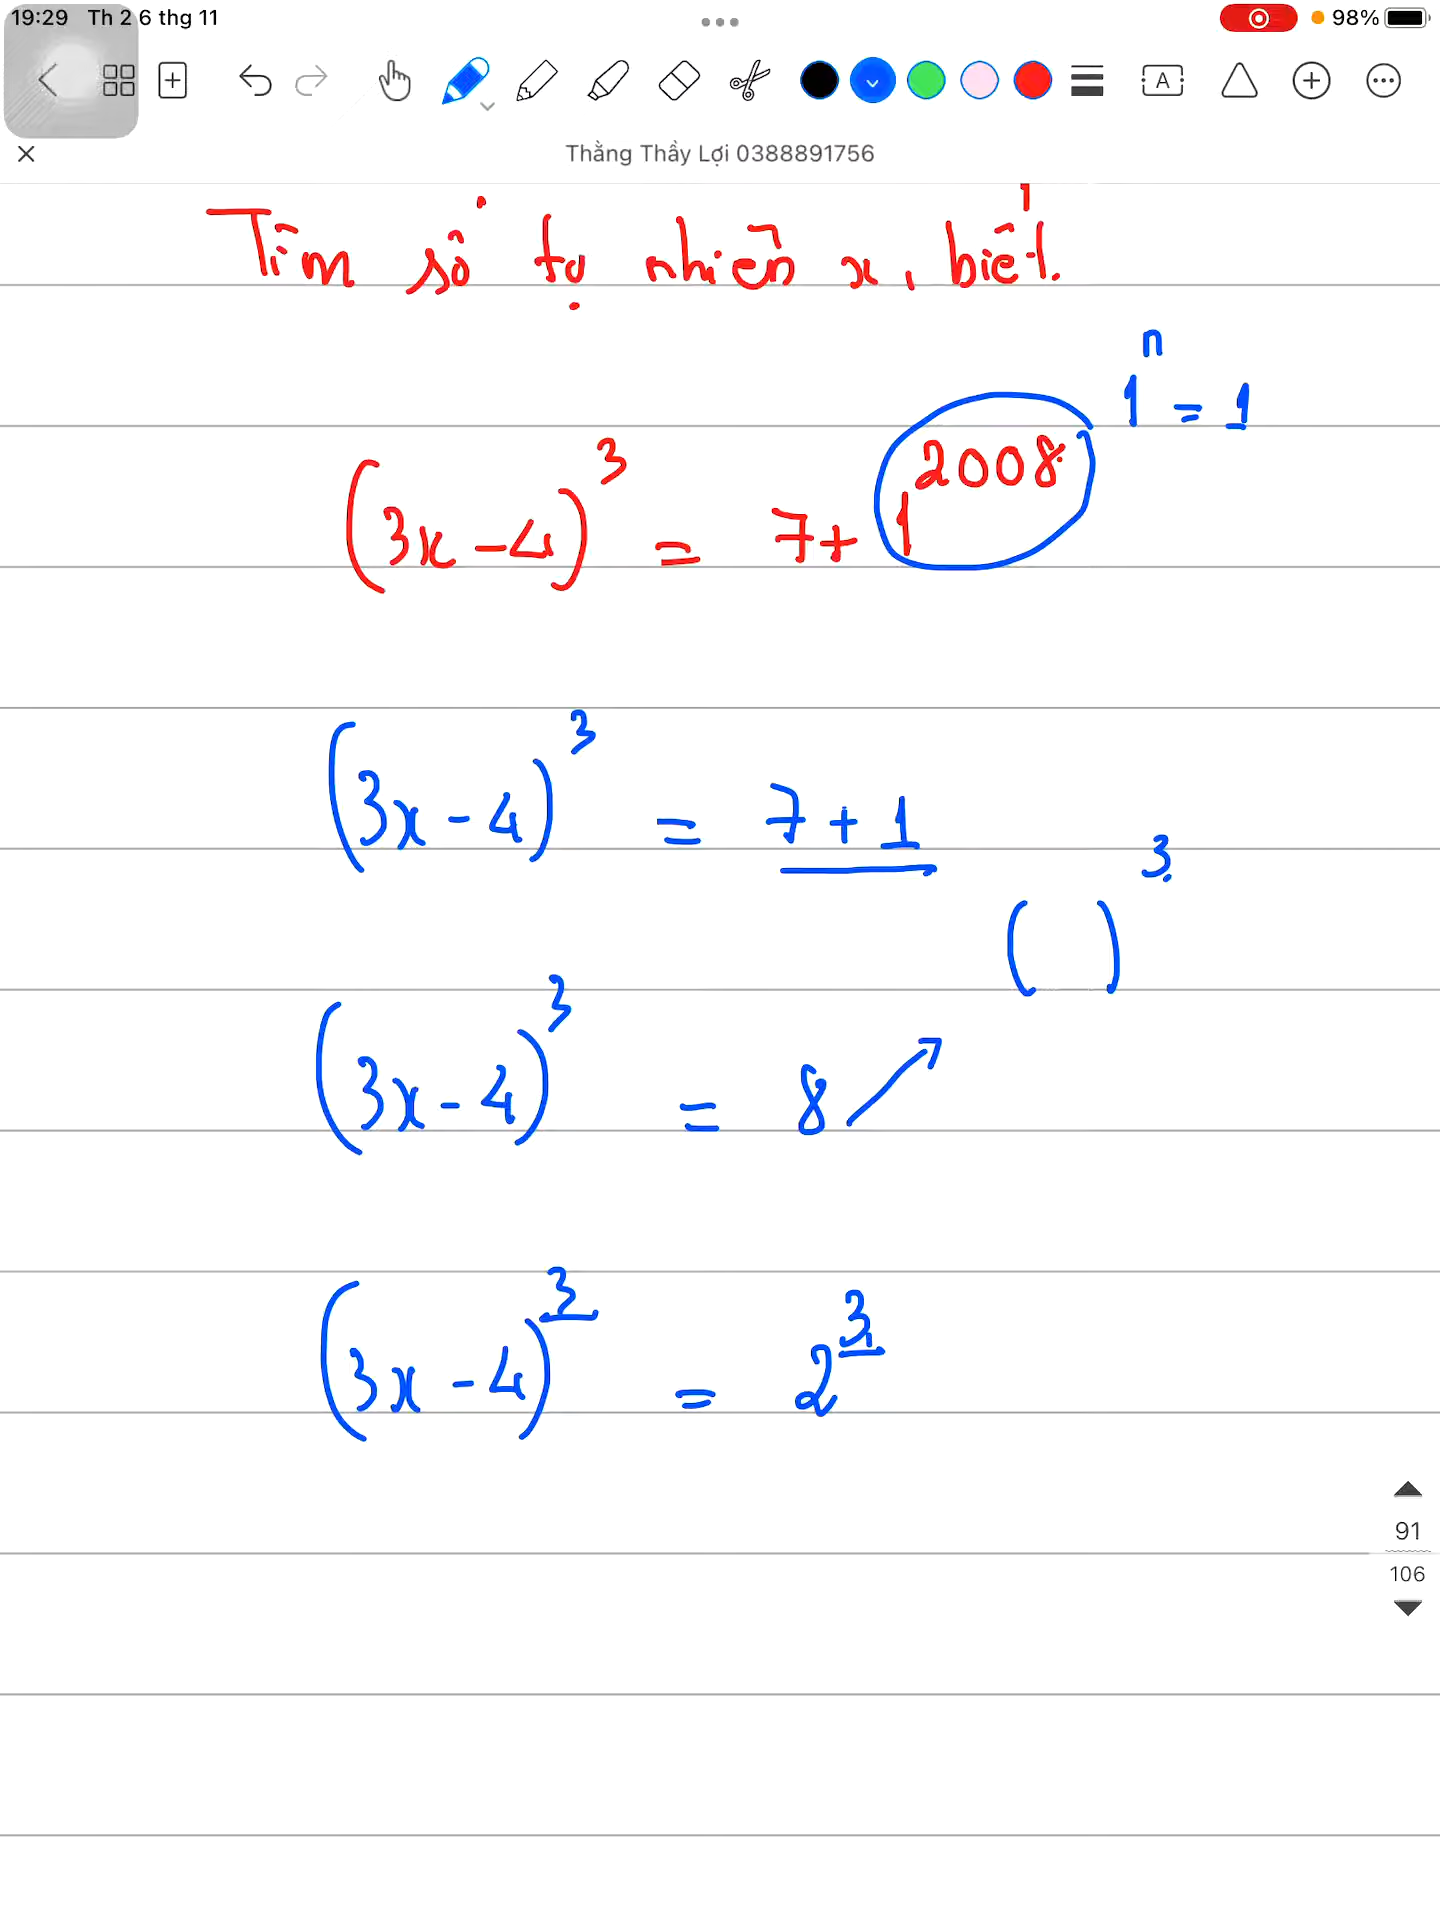 19:29 Th 2 6 thg 11 98%
A
Thằng Thầy Lợi 0388891756
Tìm số tự nhiên x, biết.
1ⁿ = 1
(3x - 4)³ = 7 + 1²⁰⁰⁸
(3x - 4)³ = 7 + 1
( )³
(3x - 4)³ = 8
(3x - 4)³ = 2³
91
106